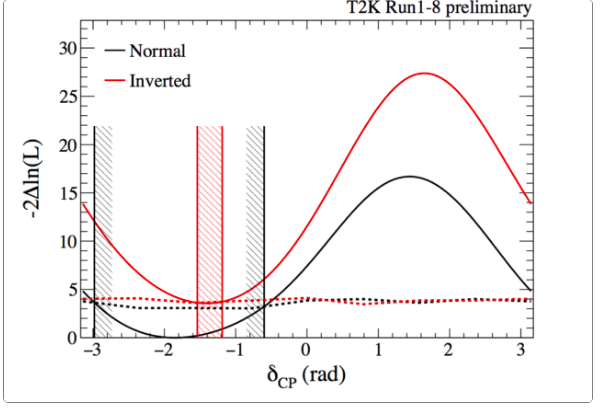 T2K Run1-8 preliminary
30
25
20
15
10
5
0
Normal
Inverted
-2Δln(L)
−3 −2 −1 0 1 2 3
δCP (rad)